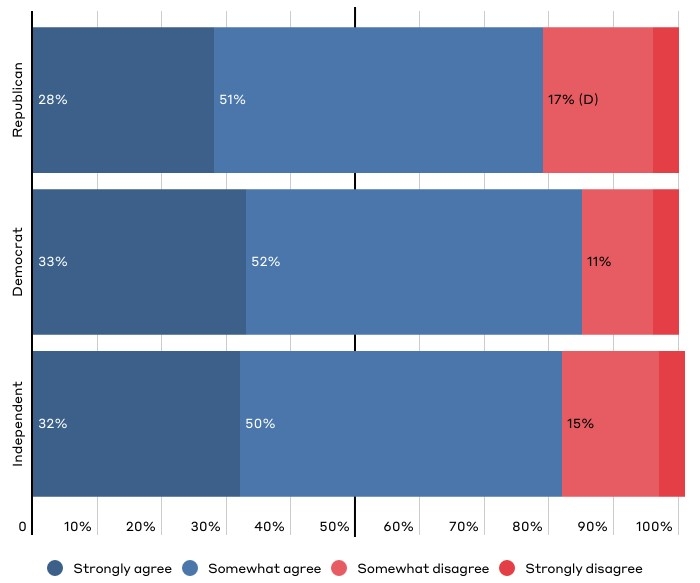 Republican
28% 51% 17% (D)
Democrat
33% 52% 11%
Independent
32% 50% 15%
0 10% 20% 30% 40% 50% 60% 70% 80% 90% 100%
Strongly agree Somewhat agree Somewhat disagree Strongly disagree